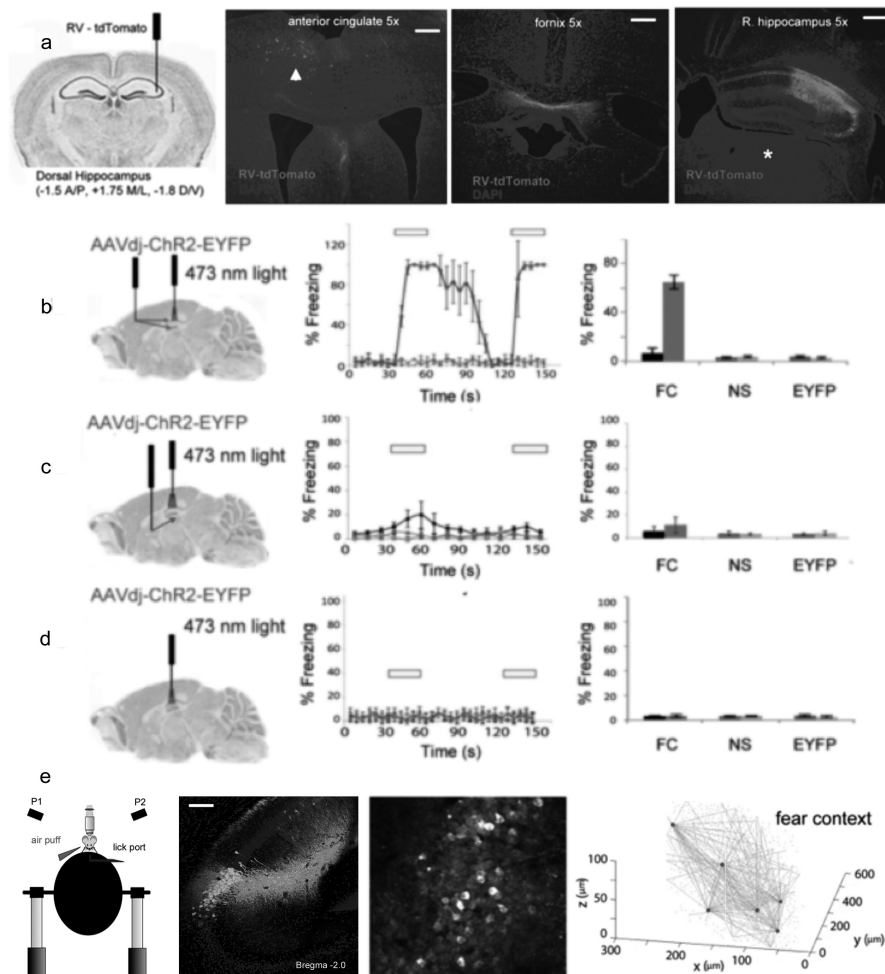 a
RV - tdTomato
Dorsal Hippocampus
(-1.5 A/P, +1.75 M/L, -1.8 D/V)
anterior cingulate 5x
RV-tdTomato
DAPI
fornix 5x
RV-tdTomato
DAPI
R. hippocampus 5x
*
RV-tdTomato
DAPI
b
AAVdj-ChR2-EYFP
473 nm light
% Freezing
120
80
40
0
0 30 60 90 120 150
Time (s)
% Freezing
80
40
0
FC NS EYFP
c
AAVdj-ChR2-EYFP
473 nm light
% Freezing
100
80
60
40
20
0
0 30 60 90 120 150
Time (s)
% Freezing
100
80
60
40
20
0
FC NS EYFP
d
AAVdj-ChR2-EYFP
473 nm light
% Freezing
100
80
60
40
20
0
0 30 60 90 120 150
Time (s)
% Freezing
100
80
60
40
20
0
FC NS EYFP
e
P1 P2
air puff
lick port
Bregma -2.0
fear context
z (μm)
100
75
50
25
0
300 200 100 0
x (μm)
600
400
200
0
y (μm)